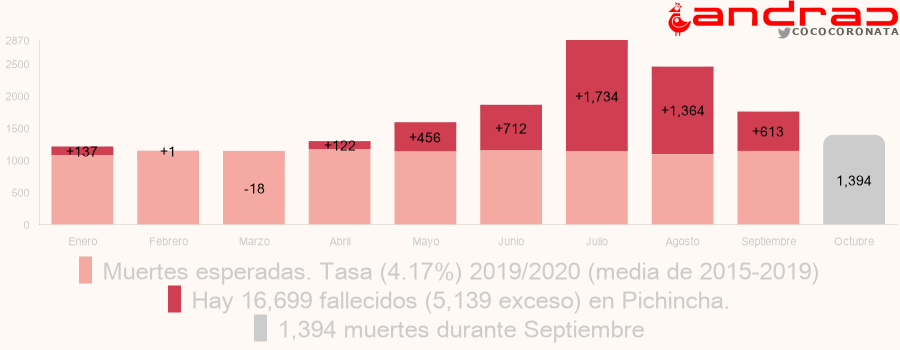 andrac
COCOCORONATA
2870
2500
2000
1500
1000
500
0
+137
+1
-18
+122
+456
+712
+1,734
+1,364
+613
1,394
Enero Febrero Marzo Abril Mayo Junio Julio Agosto Septiembre Octubre
Muertes esperadas. Tasa (4.17%) 2019/2020 (media de 2015-2019)
Hay 16,699 fallecidos (5,139 exceso) en Pichincha.
1,394 muertes durante Septiembre